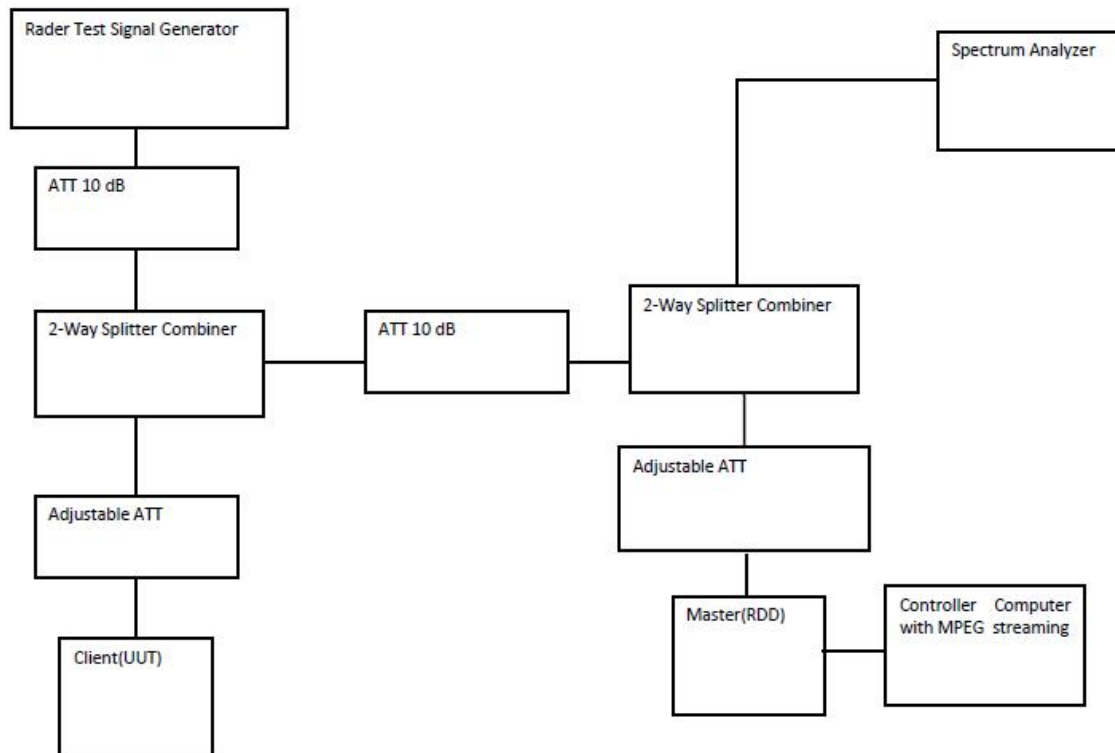 Rader Test Signal Generator
Spectrum Analyzer
ATT 10 dB
2-Way Splitter Combiner
ATT 10 dB
2-Way Splitter Combiner
Adjustable ATT
Adjustable ATT
Client(UUT)
Master(RDD)
Controller Computer
with MPEG streaming